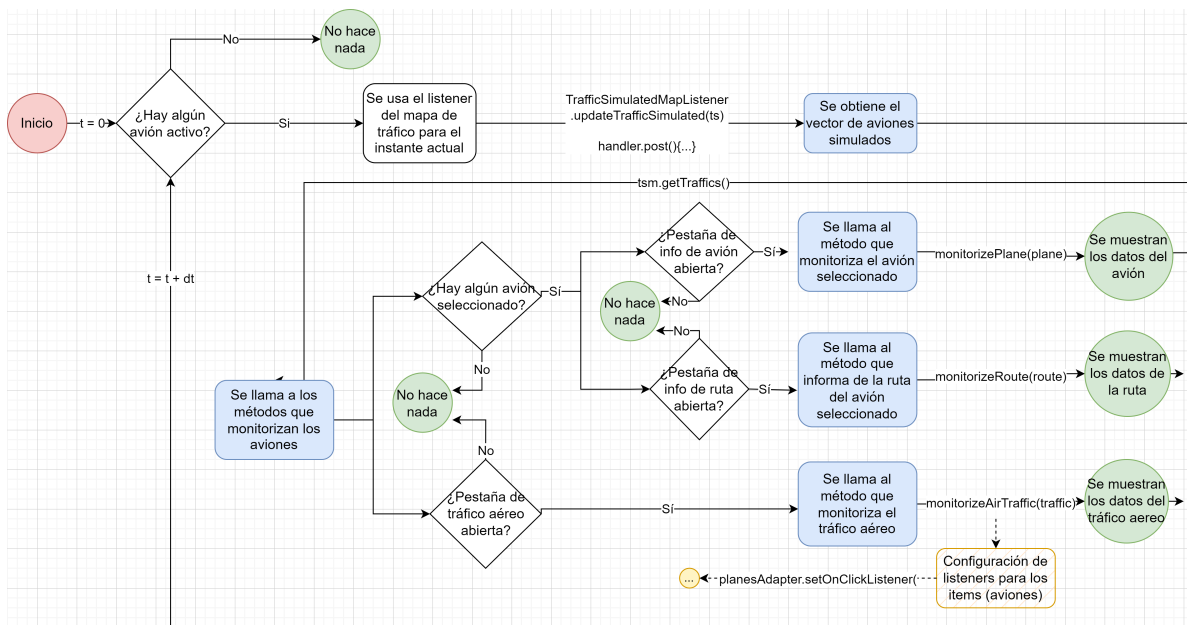 No hace
nada
No
Inicio
t = 0
¿Hay algún
avión activo?
Si
Se usa el listener
del mapa de
tráfico para el
instante actual
TrafficSimulatedMapListener
.updateTrafficSimulated(ts)
handler.post(){...}
Se obtiene el
vector de aviones
simulados
tsm.getTraffics()
t = t + dt
Se llama a los
métodos que
monitorizan los
aviones
¿Hay algún avión
seleccionado?
Sí
No
No hace
nada
No
¿Pestaña de
tráfico aéreo
abierta?
Sí
¿Pestaña de
info de avión
abierta?
Sí
No
No hace
nada
No
¿Pestaña de
info de ruta
abierta?
Sí
Se llama al
método que
monitoriza el avión
seleccionado
monitorizePlane(plane)
Se muestran
los datos del
avión
Se llama al
método que
informa de la ruta
del avión
seleccionado
monitorizeRoute(route)
Se muestran
los datos de
la ruta
Se llama al
método que
monitoriza el
tráfico aéreo
monitorizeAirTraffic(traffic)
Se muestran
los datos del
tráfico aereo
Configuración de
listeners para los
items (aviones)
planesAdapter.setOnClickListener(
...